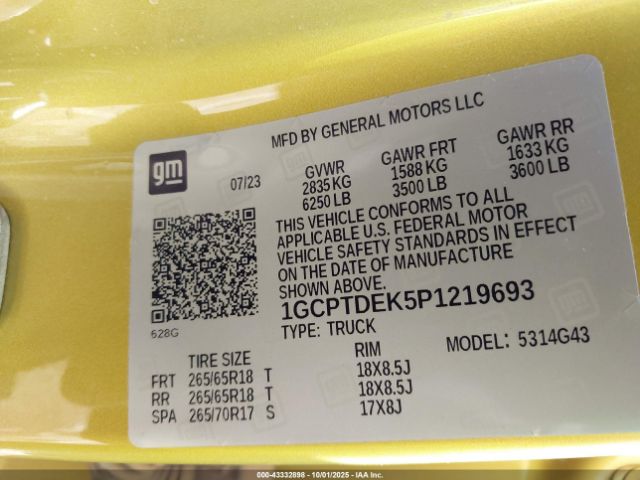 MFD BY GENERAL MOTORS LLC
gm
07/23
GVWR GAWR FRT GAWR RR
2835 KG 1588 KG 1633 KG
6250 LB 3500 LB 3600 LB
THIS VEHICLE CONFORMS TO ALL
APPLICABLE U.S. FEDERAL MOTOR
VEHICLE SAFETY STANDARDS IN EFFECT
ON THE DATE OF MANUFACTURE
SHOWN ABOVE.
1GCPTDEK5P1219693
628G
TYPE: TRUCK MODEL: 5314G43
TIRE SIZE RIM
FRT 265/65R18 T 18X8.5J
RR 265/65R18 T 18X8.5J
SPA 265/70R17 S 17X8J
000-43332898 - 10/01/2025 - IAA Inc.